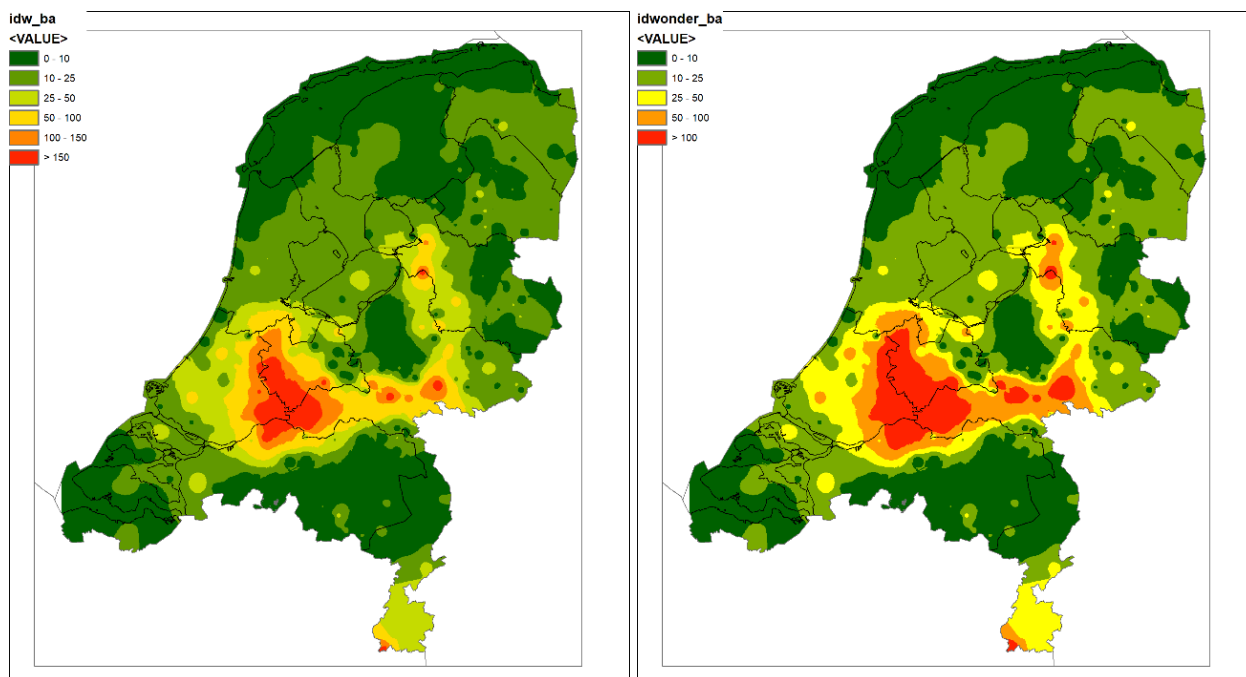 idw_ba
<VALUE>
0 - 10
10 - 25
25 - 50
50 - 100
100 - 150
> 150
idwonder_ba
<VALUE>
0 - 10
10 - 25
25 - 50
50 - 100
> 100